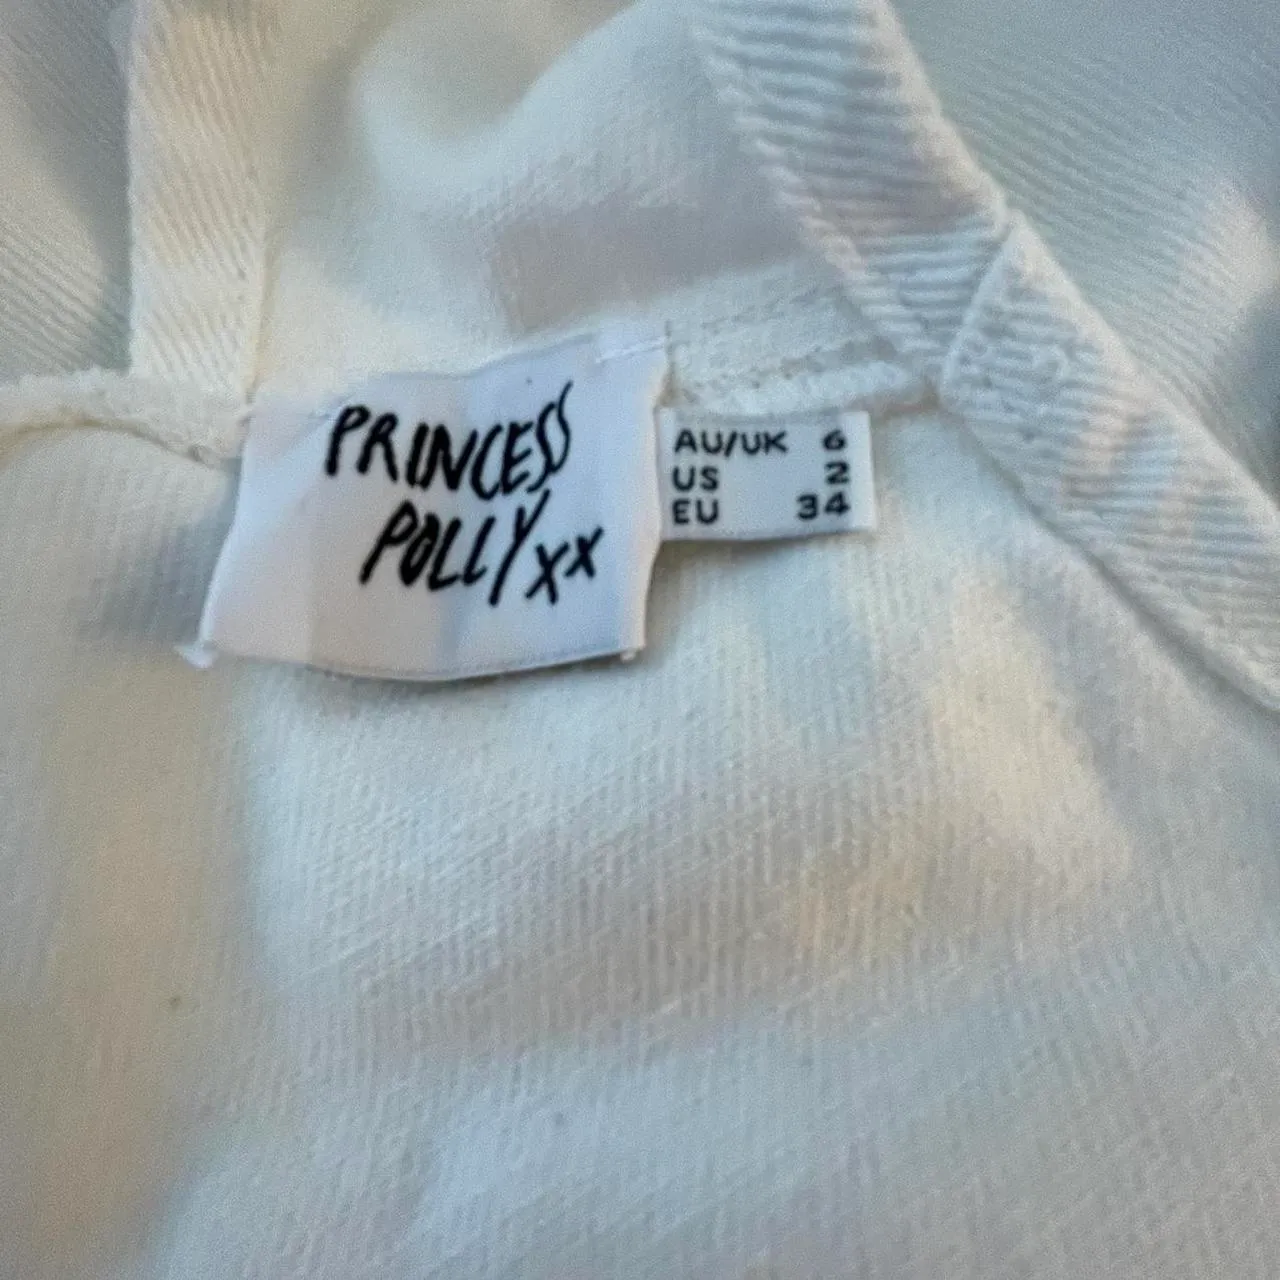 PRINCESS
POLLY xx
AU/UK 6
US 2
EU 34